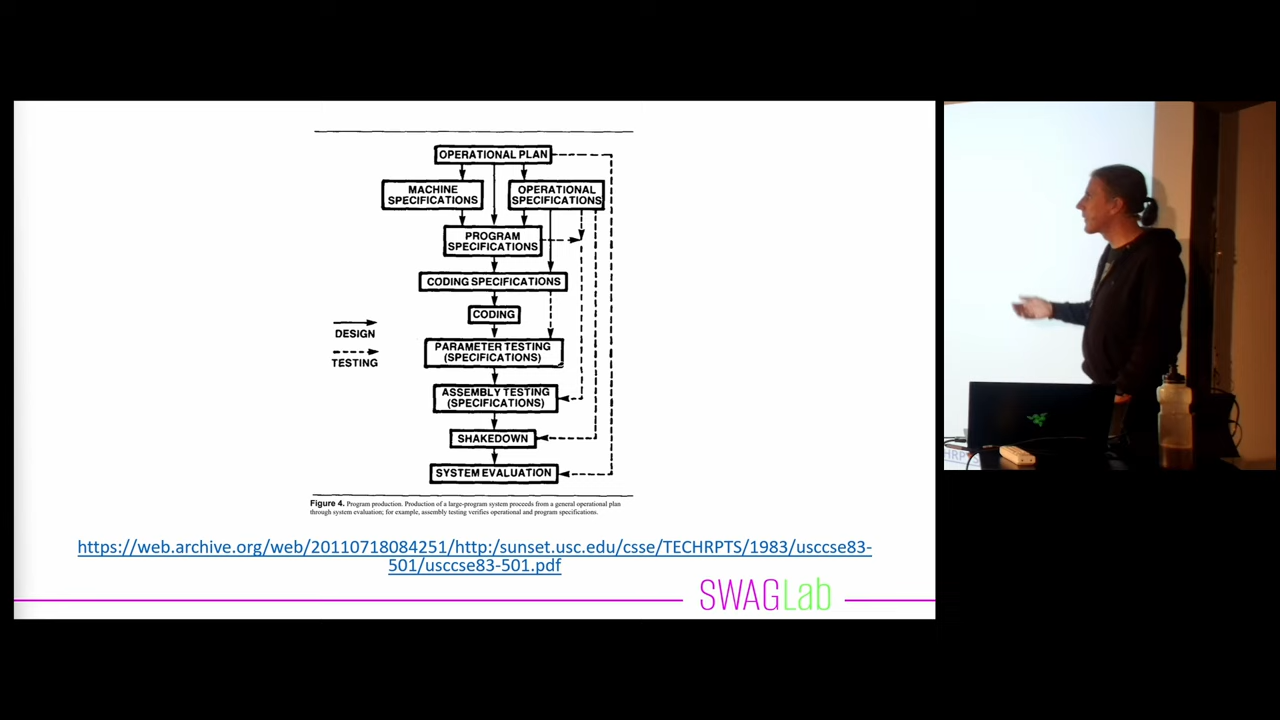 OPERATIONAL PLAN
MACHINE
SPECIFICATIONS
OPERATIONAL
SPECIFICATIONS
PROGRAM
SPECIFICATIONS
CODING SPECIFICATIONS
CODING
DESIGN
TESTING
PARAMETER TESTING
(SPECIFICATIONS)
ASSEMBLY TESTING
(SPECIFICATIONS)
SHAKEDOWN
SYSTEM EVALUATION
Figure 4. Program production. Production of a large-program system proceeds from a general operational plan
through system evaluation; for example, assembly testing verifies operational and program specifications.
https://web.archive.org/web/20110718084251/http:/sunset.usc.edu/csse/TECHRPTS/1983/usccse83-
501/usccse83-501.pdf
SWAGLab
HRPTS